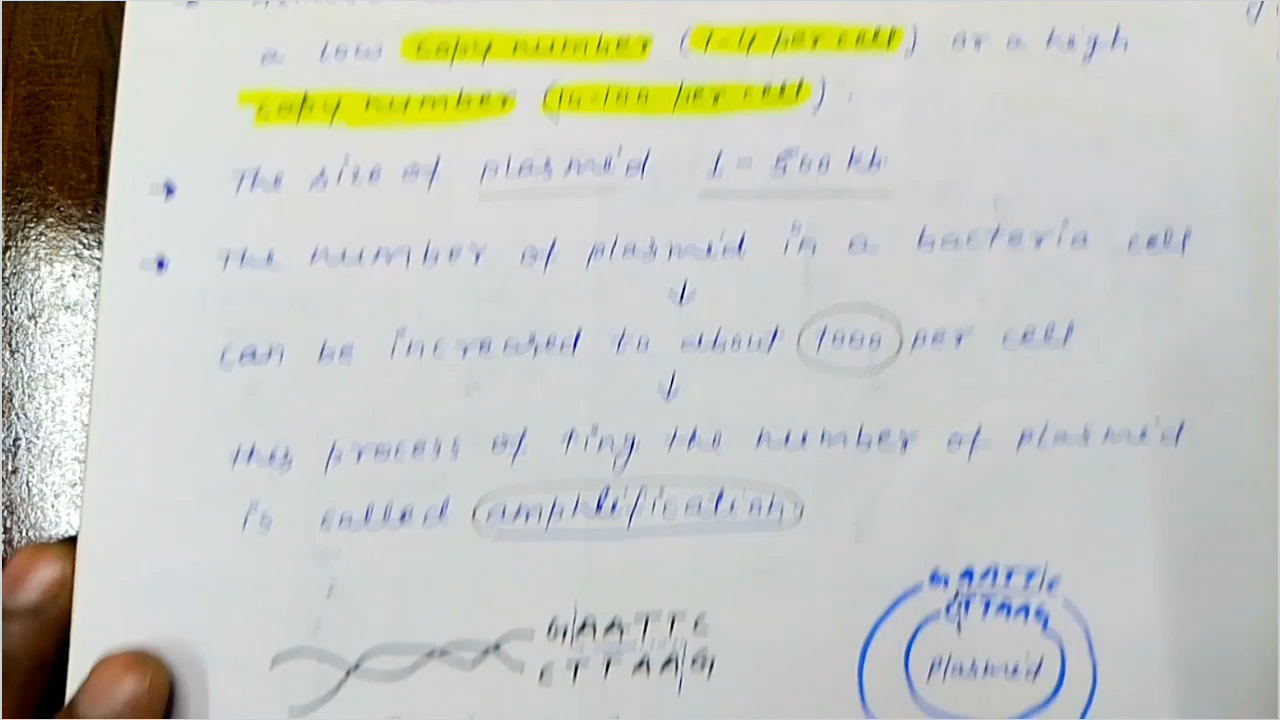 a low copy number (1-4 per cell) or a high
copy number (10-100 per cell).
→ The size of plasmid 1-500 kb
→ The number of plasmid in a bacteria cell
↓
can be increased to about 1000 per cell
↓
this process of ↑ing the number of plasmid
is called amplification
G|AATTC
CTTAA|G
GAATTC
CTTAAG
plasmid